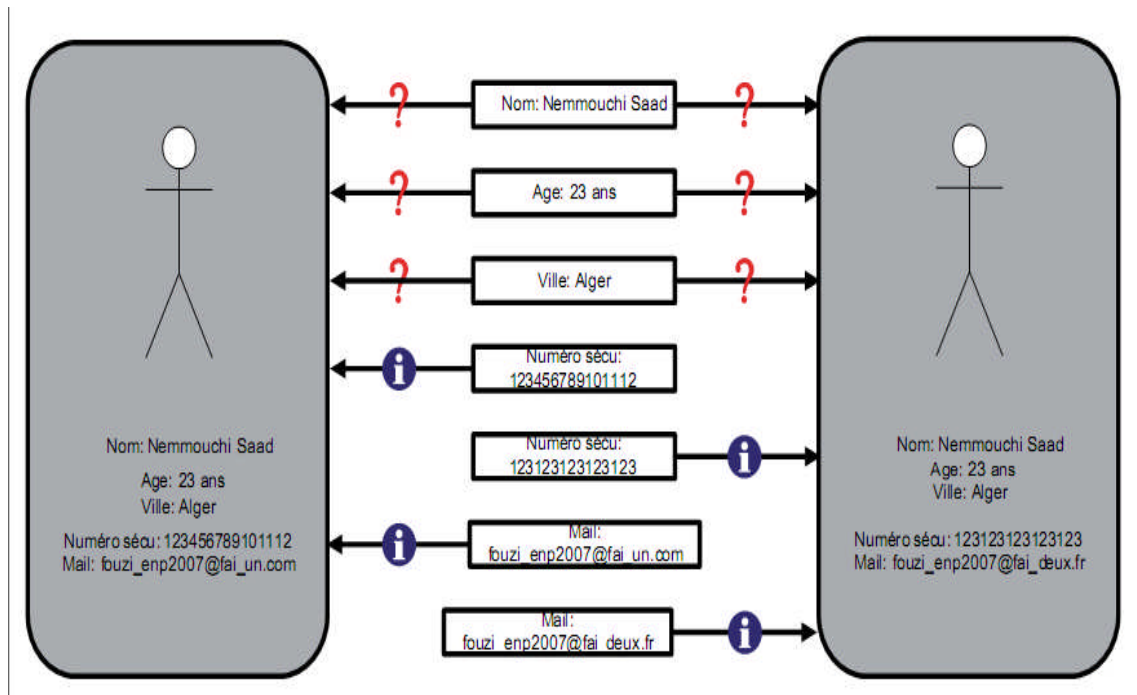 Nom: Nemmouchi Saad
Age: 23 ans
Ville: Alger
Numéro sécu:
123456789101112
Numéro sécu:
123123123123123
Mail:
fouzi_enp2007@fai_un.com
Mail:
fouzi_enp2007@fai_deux.fr
Nom: Nemmouchi Saad
Age: 23 ans
Ville: Alger
Numéro sécu: 123456789101112
Mail: fouzi_enp2007@fai_un.com
Nom: Nemmouchi Saad
Age: 23 ans
Ville: Alger
Numéro sécu: 123123123123123
Mail: fouzi_enp2007@fai_deux.fr